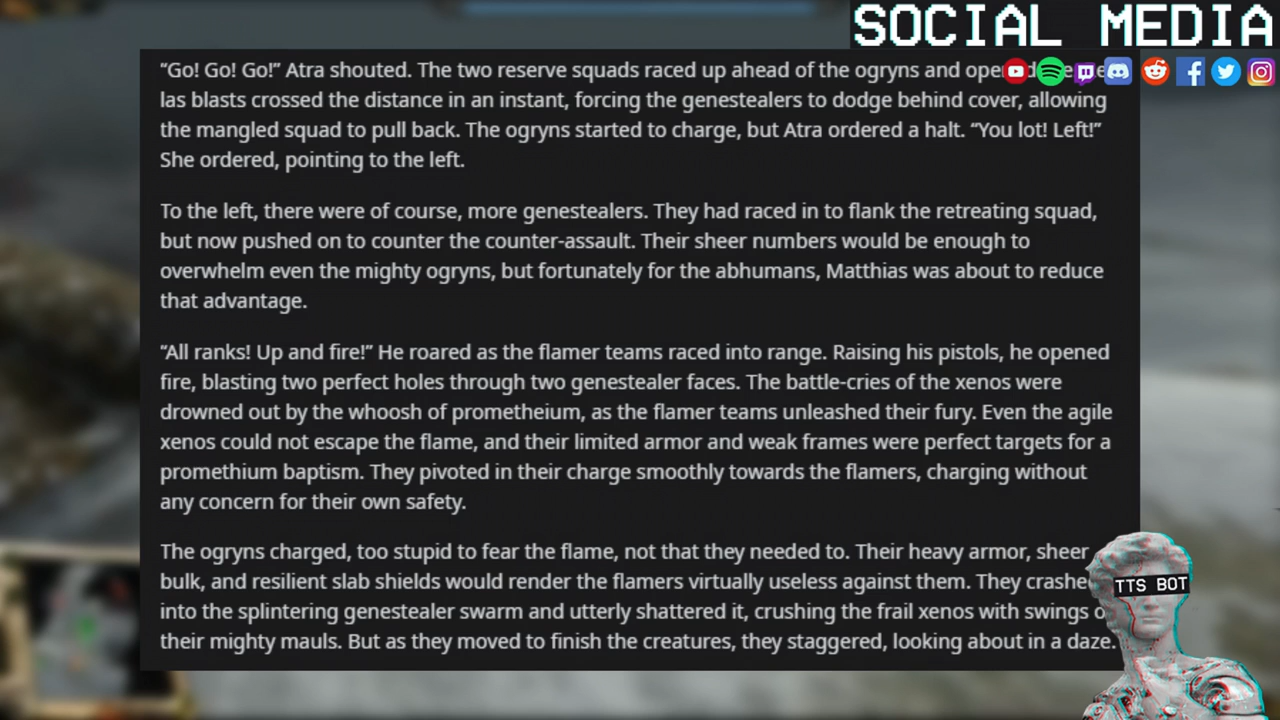 SOCIAL MEDIA
“Go! Go! Go!” Atra shouted. The two reserve squads raced up ahead of the ogryns and
las blasts crossed the distance in an instant, forcing the genestealers to dodge behind cover, allowing
the mangled squad to pull back. The ogryns started to charge, but Atra ordered a halt. “You lot! Left!”
She ordered, pointing to the left.
To the left, there were of course, more genestealers. They had raced in to flank the retreating squad,
but now pushed on to counter the counter-assault. Their sheer numbers would be enough to
overwhelm even the mighty ogryns, but fortunately for the abhumans, Matthias was about to reduce
that advantage.
“All ranks! Up and fire!” He roared as the flamer teams raced into range. Raising his pistols, he opened
fire, blasting two perfect holes through two genestealer faces. The battle-cries of the xenos were
drowned out by the whoosh of prometheium, as the flamer teams unleashed their fury. Even the agile
xenos could not escape the flame, and their limited armor and weak frames were perfect targets for a
promethium baptism. They pivoted in their charge smoothly towards the flamers, charging without
any concern for their own safety.
The ogryns charged, too stupid to fear the flame, not that they needed to. Their heavy armor, sheer
bulk, and resilient slab shields would render the flamers virtually useless against them. They
into the splintering genestealer swarm and utterly shattered it, crushing the frail xenos with swings
their mighty mauls. But as they moved to finish the creatures, they staggered, looking about in a daze.
TTS BOT